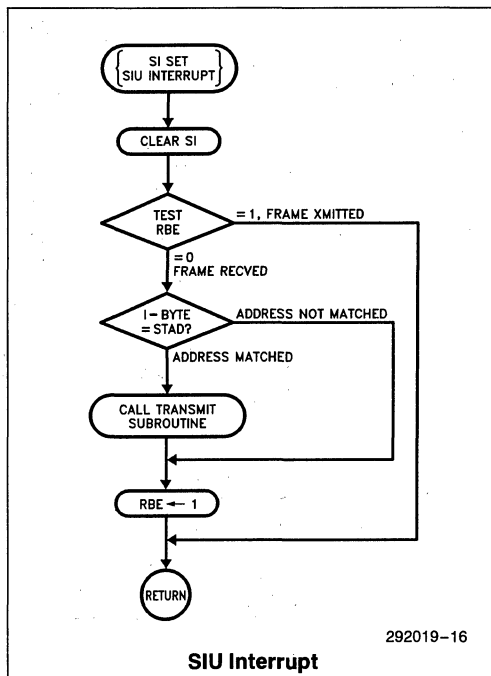 SI SET
SIU INTERRUPT
CLEAR SI
TEST
RBE
= 1, FRAME XMITTED
= 0
FRAME RECVED
I – BYTE
= STAD?
ADDRESS NOT MATCHED
ADDRESS MATCHED
CALL TRANSMIT
SUBROUTINE
RBE ← 1
RETURN
292019–16
SIU Interrupt